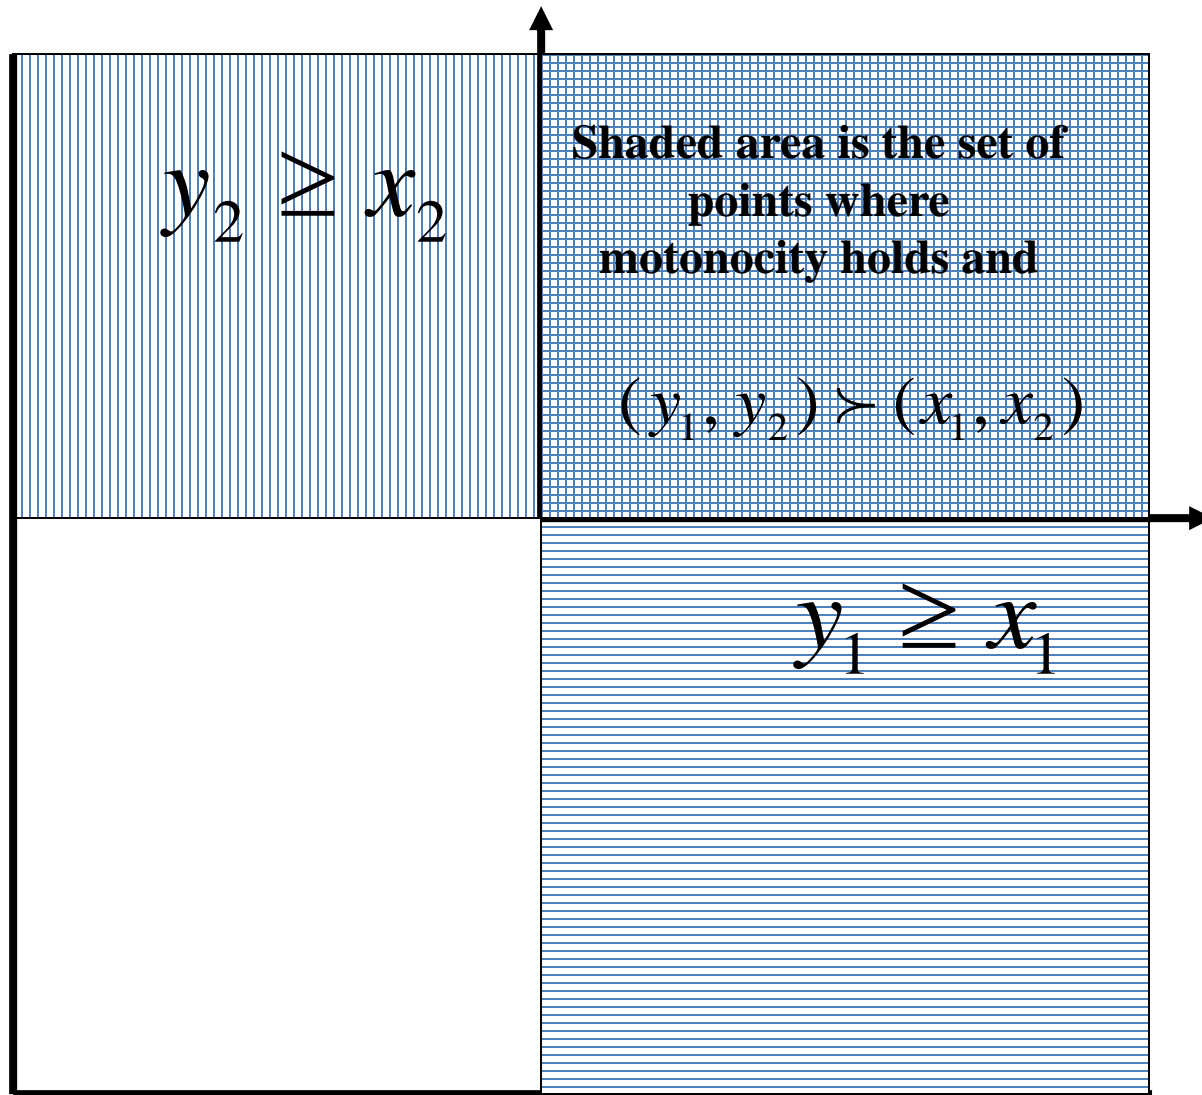 y₂ ≥ x₂
Shaded area is the set of
points where
motonocity holds and
(y₁, y₂) ≻ (x₁, x₂)
y₁ ≥ x₁